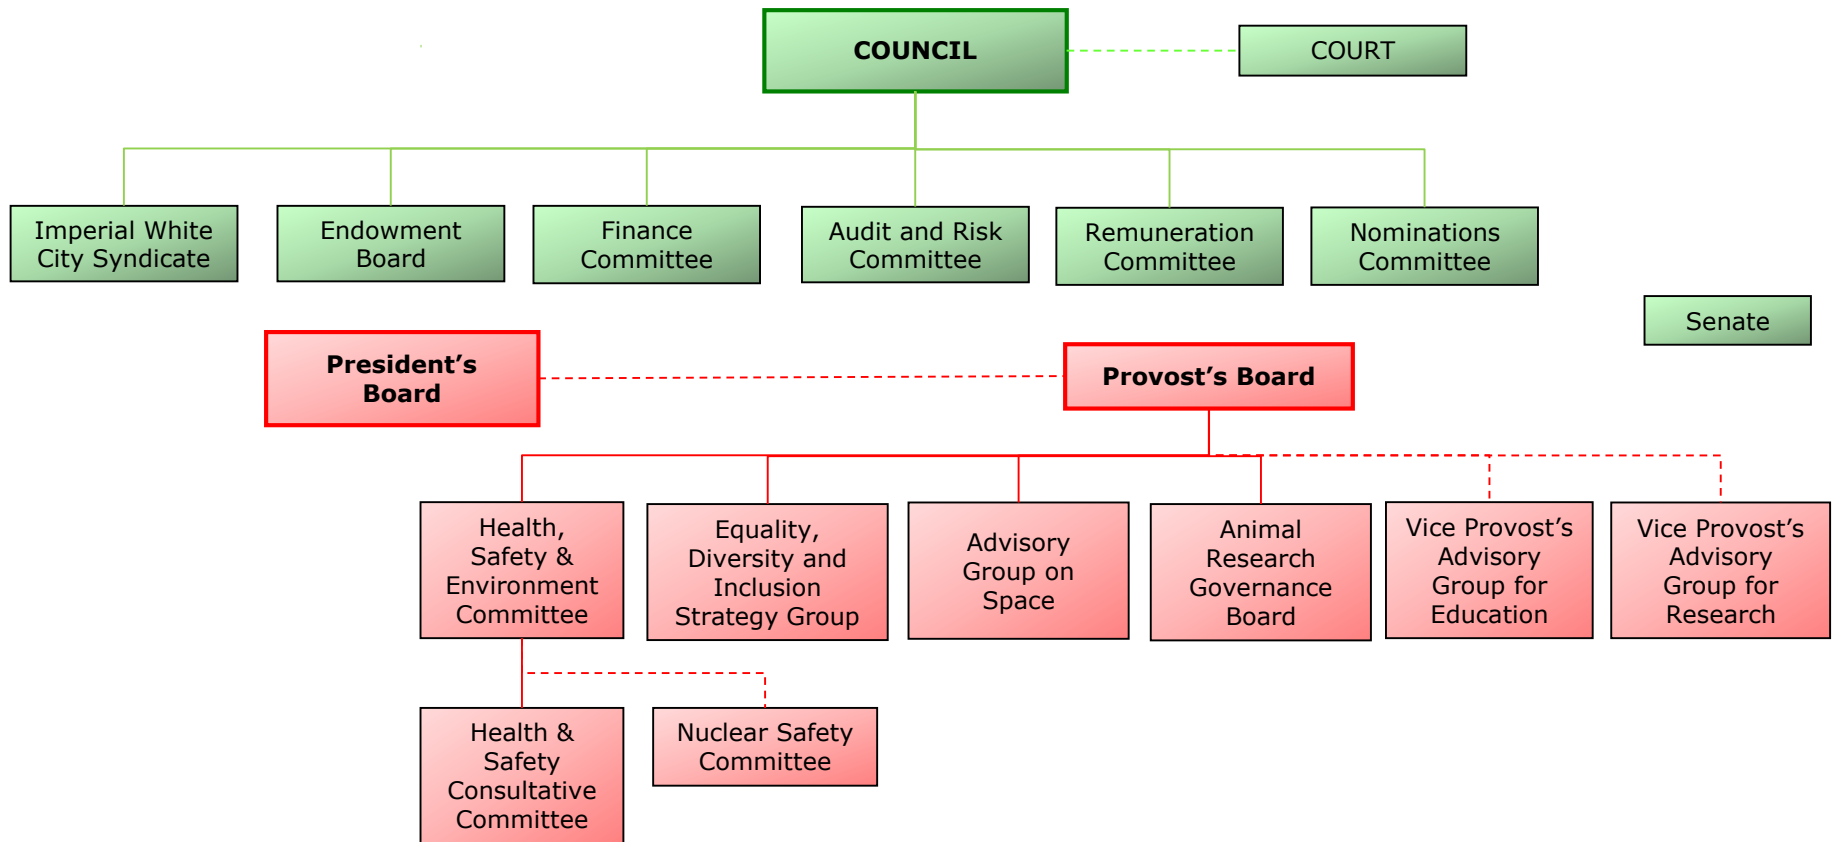 COUNCIL
COURT
Imperial White
City Syndicate
Endowment
Board
Finance
Committee
Audit and Risk
Committee
Remuneration
Committee
Nominations
Committee
Senate
President’s
Board
Provost’s Board
Health,
Safety &
Environment
Committee
Equality,
Diversity and
Inclusion
Strategy Group
Advisory
Group on
Space
Animal
Research
Governance
Board
Vice Provost’s
Advisory
Group for
Education
Vice Provost’s
Advisory
Group for
Research
Health &
Safety
Consultative
Committee
Nuclear Safety
Committee